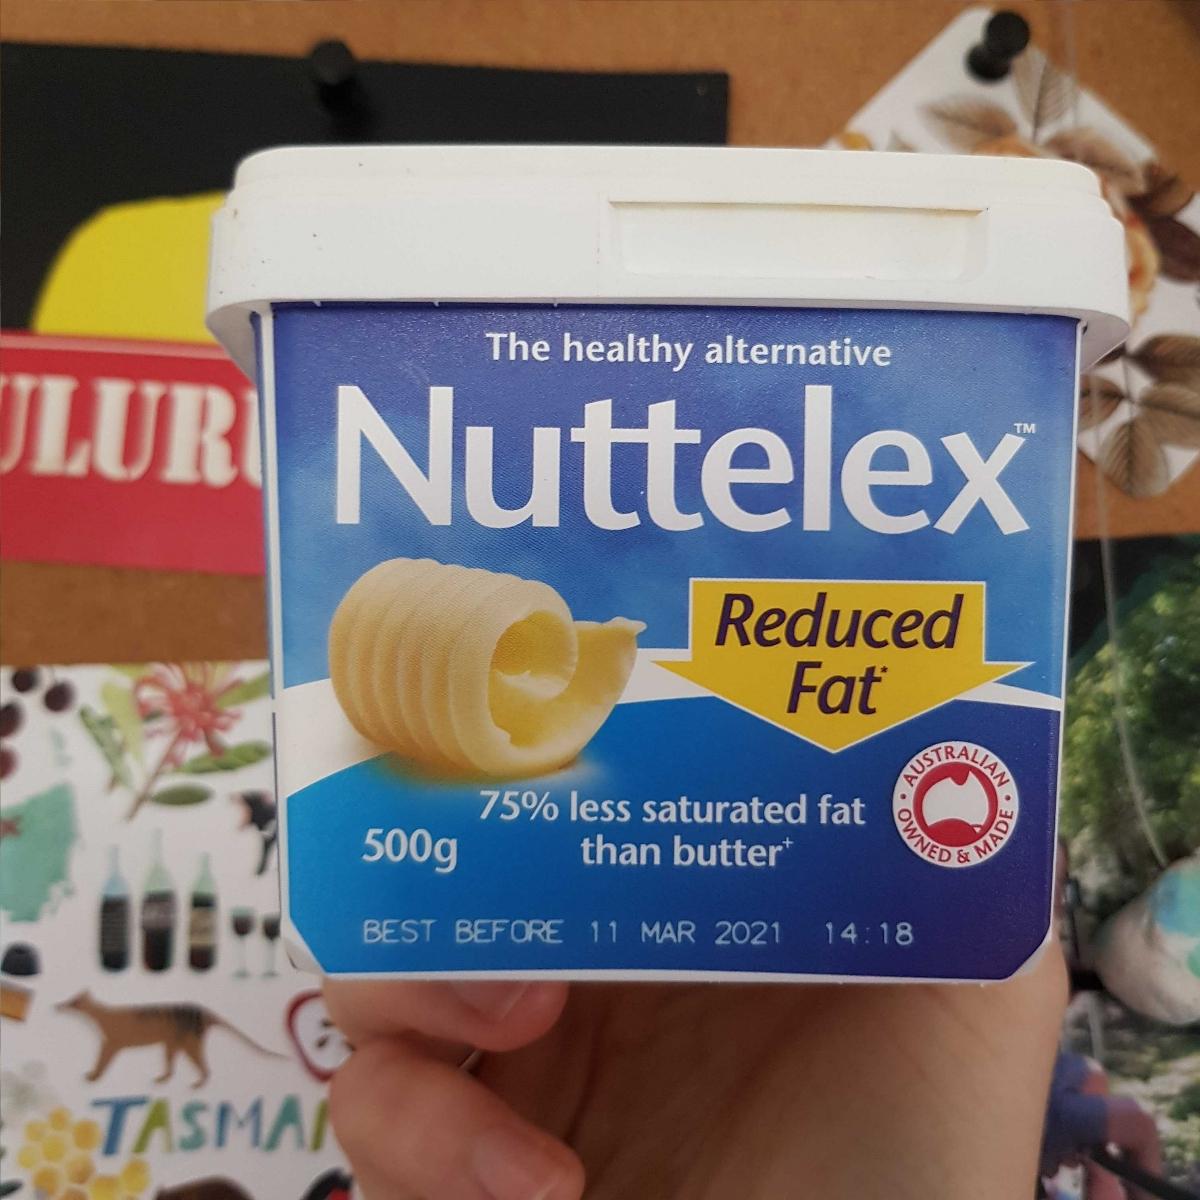 The healthy alternative
Nuttelex™
Reduced
Fat*
75% less saturated fat
than butter+
500g
AUSTRALIAN
OWNED & MADE
BEST BEFORE 11 MAR 2021 14:18
ULURU
TASMAN